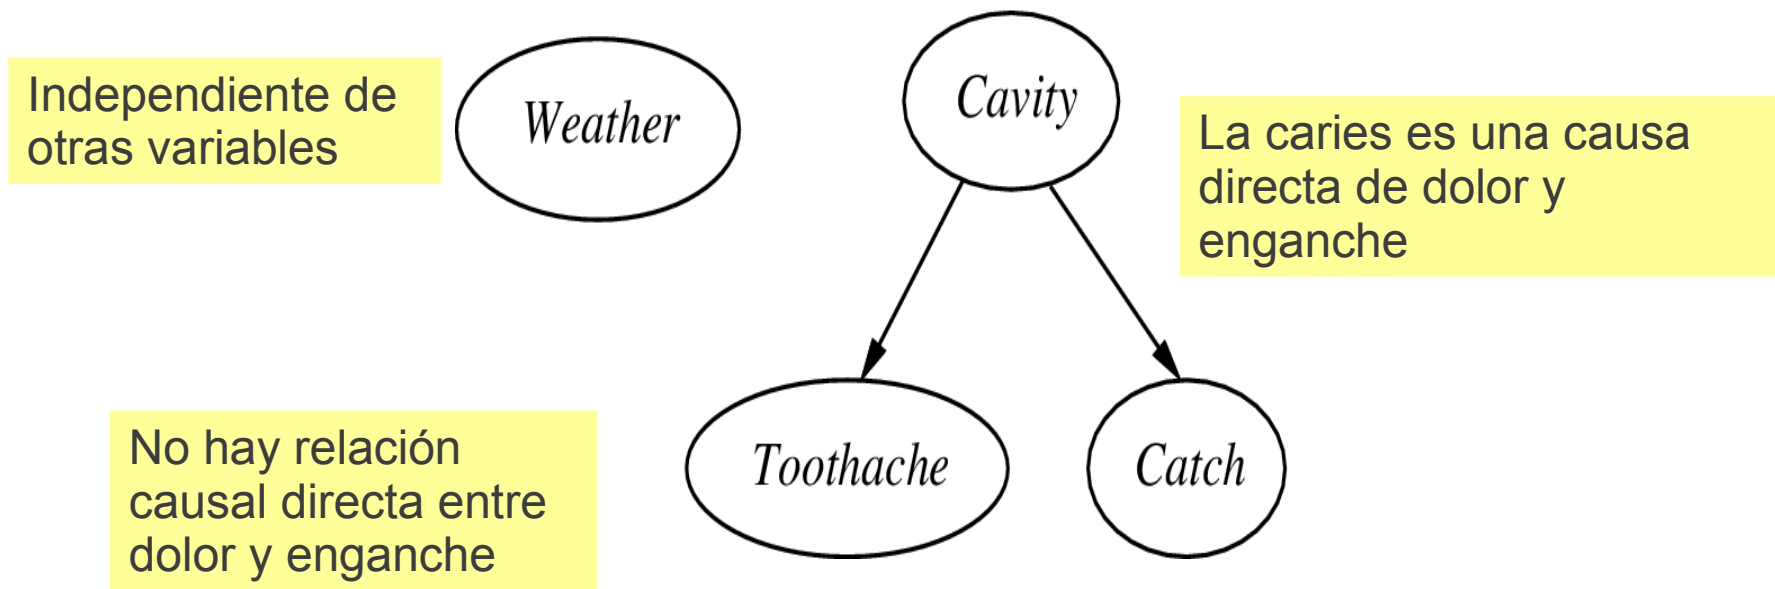 Independiente de
otras variables
Weather
Cavity
La caries es una causa
directa de dolor y
enganche
No hay relación
causal directa entre
dolor y enganche
Toothache
Catch